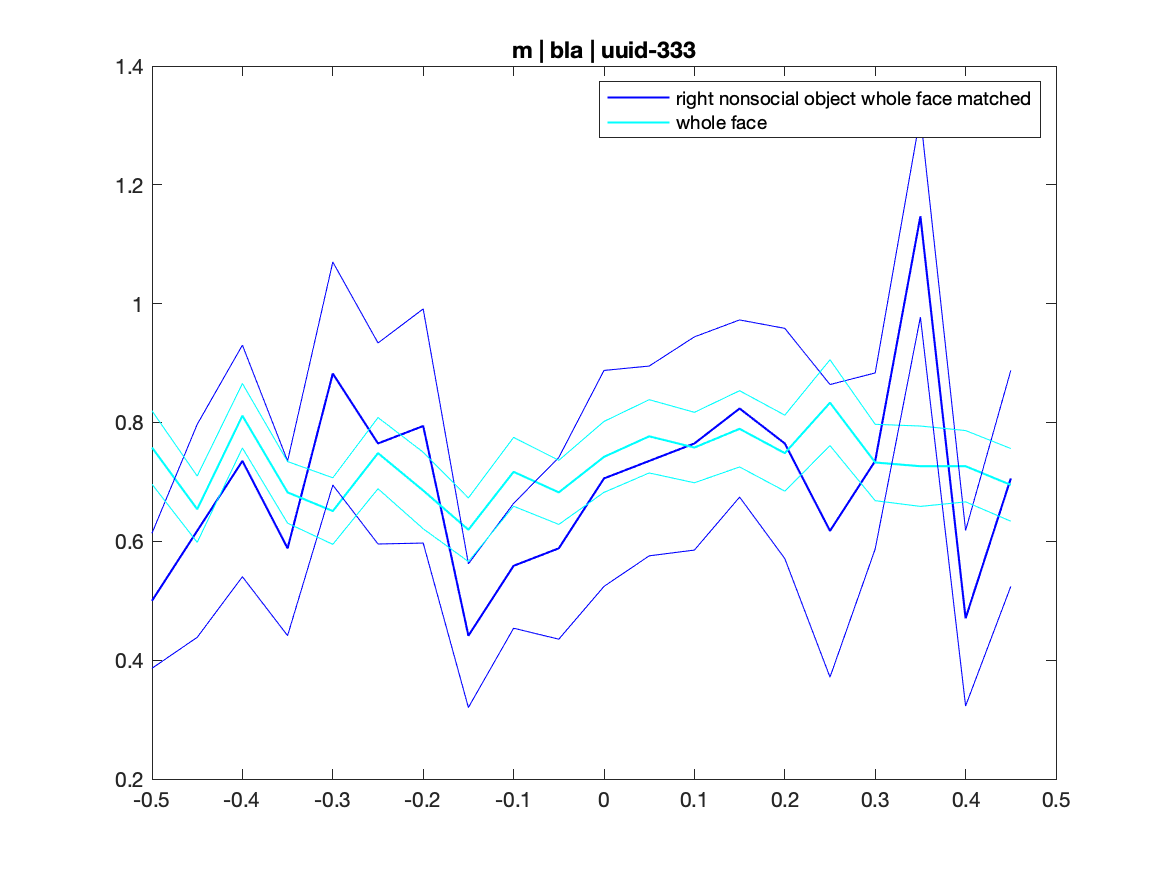 m | bla | uuid-333
right nonsocial object whole face matched
whole face
1.4
1.2
1
0.8
0.6
0.4
0.2
-0.5 -0.4 -0.3 -0.2 -0.1 0 0.1 0.2 0.3 0.4 0.5